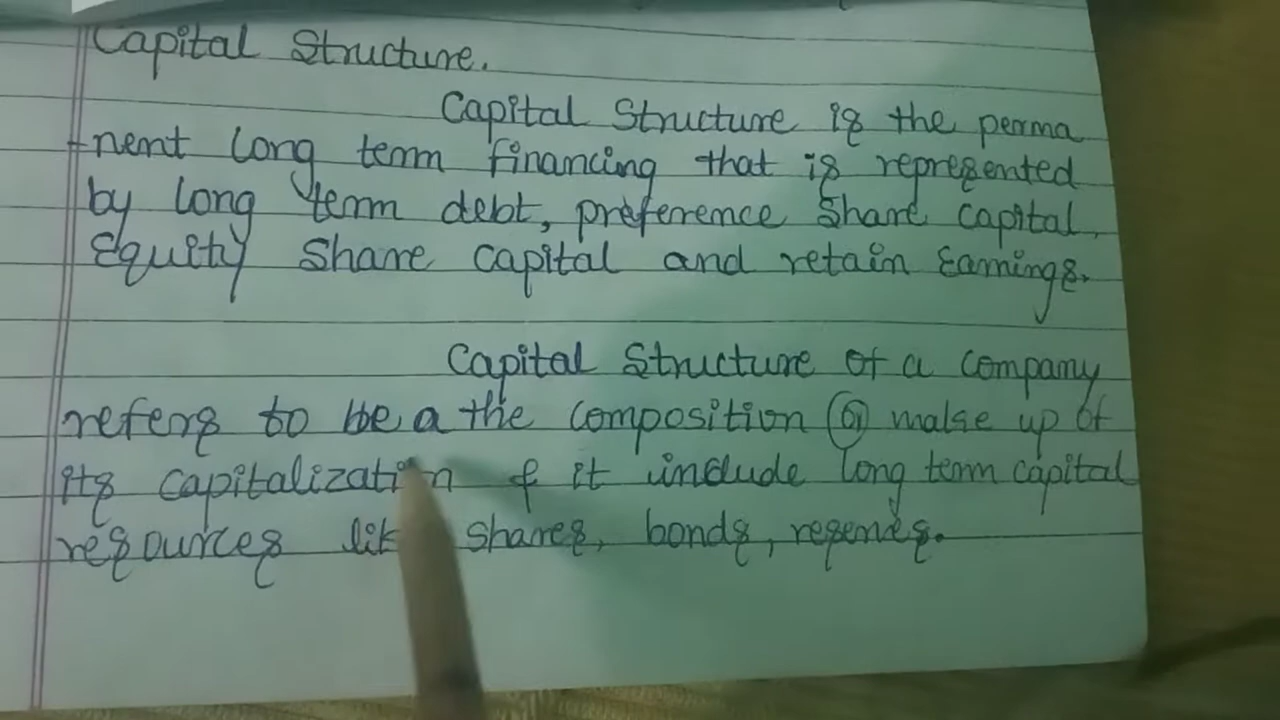 Capital Structure.
Capital Structure is the perma
nent long term financing that is represented
by long term debt, preference share capital,
Equity share capital and retain Earnings.
Capital Structure of a company
refers to be a the composition or make up of
its capitalization & it include long term capital
resources like shares, bonds, reserves.